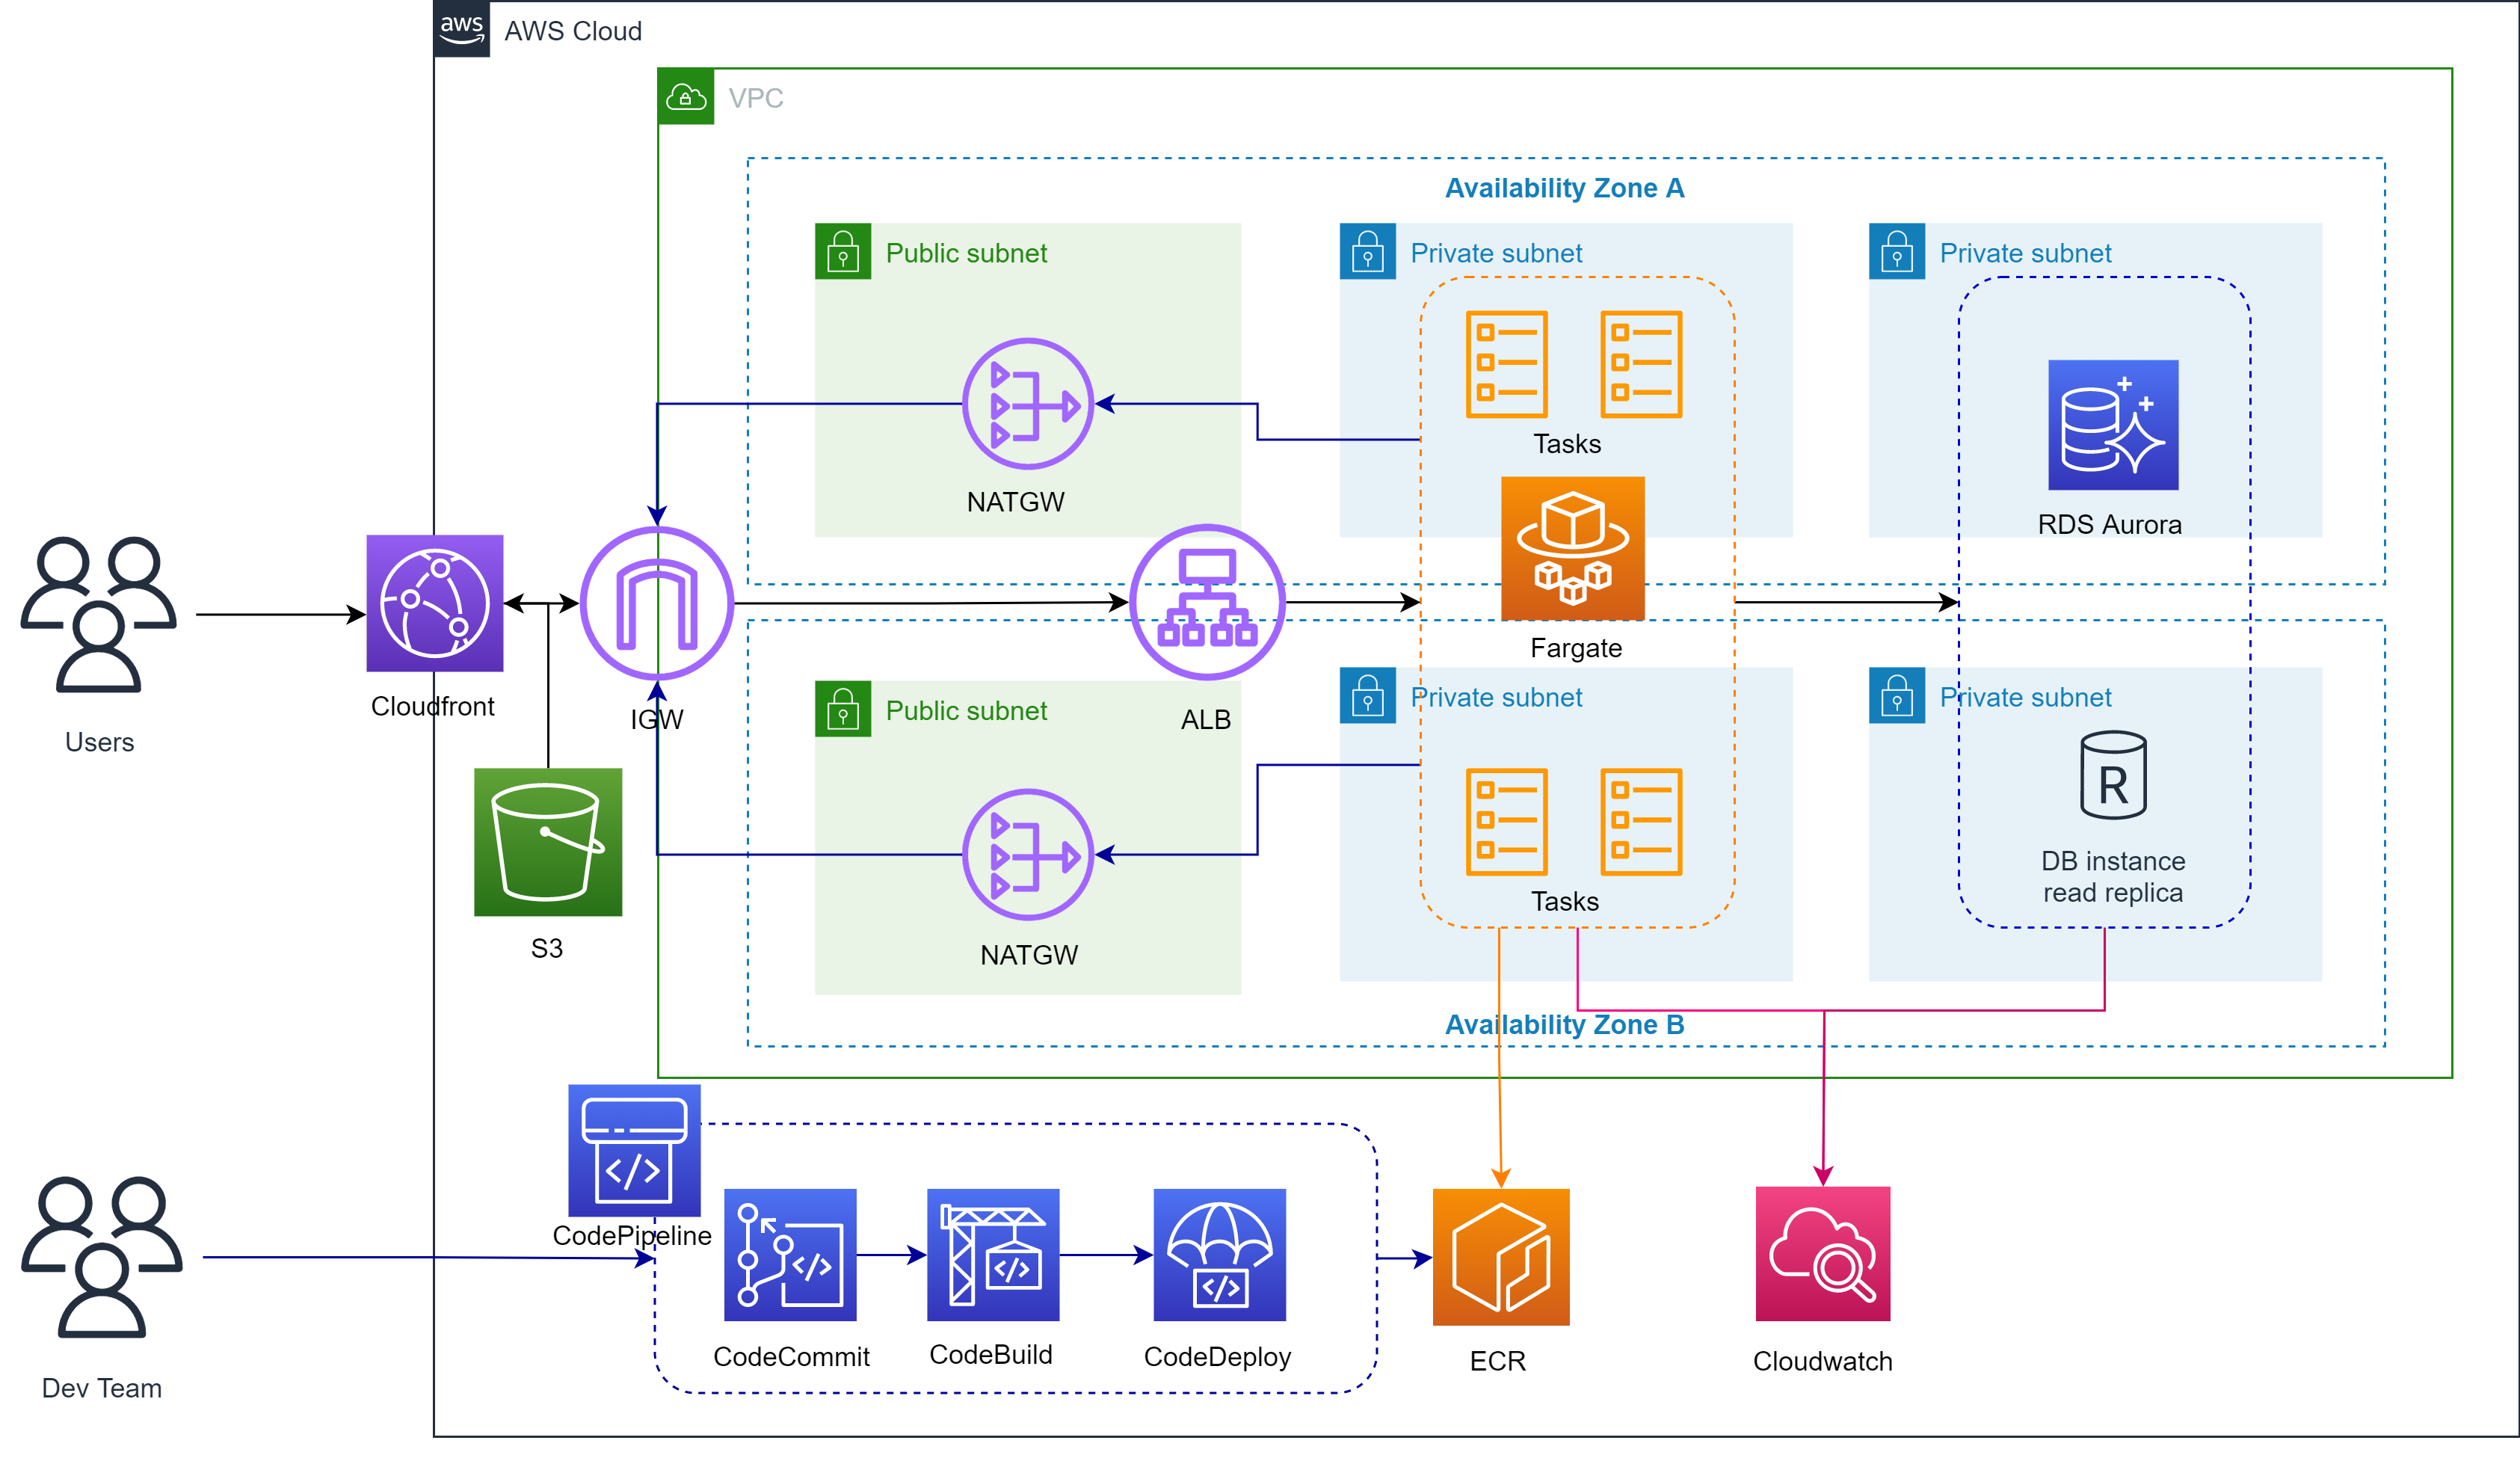 aws
AWS Cloud
VPC
Availability Zone A
Public subnet
Private subnet
Private subnet
Tasks
NATGW
RDS Aurora
Fargate
Cloudfront
IGW
ALB
Users
Public subnet
Private subnet
Private subnet
R
DB instance
read replica
Tasks
S3
NATGW
Availability Zone B
CodePipeline
CodeCommit
CodeBuild
CodeDeploy
ECR
Cloudwatch
Dev Team